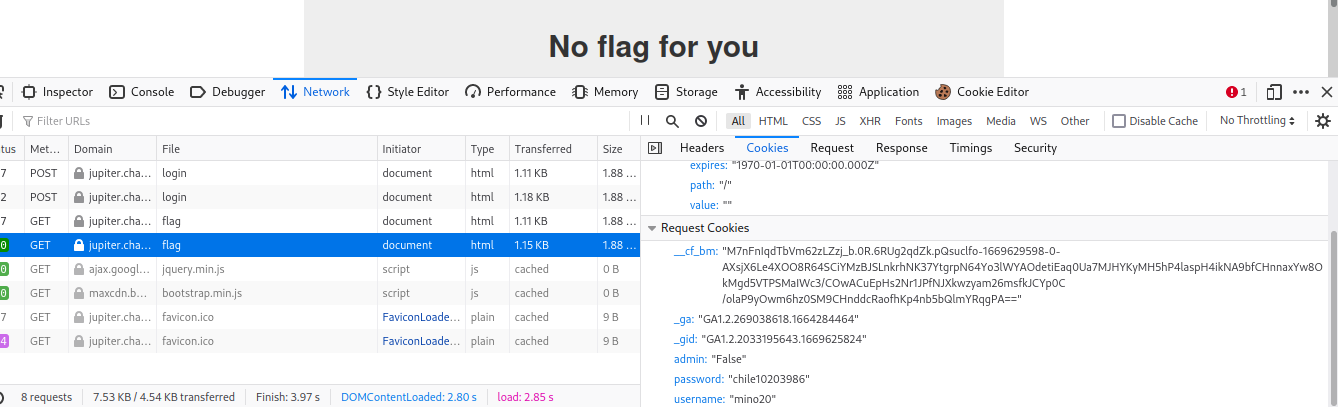 No flag for you
Inspector Console Debugger Network Style Editor Performance Memory Storage Accessibility Application Cookie Editor 1
Filter URLs All HTML CSS JS XHR Fonts Images Media WS Other Disable Cache No Throttling
tus Met... Domain File Initiator Type Transferred Size
7 POST jupiter.cha... login document html 1.11 KB 1.88 ...
2 POST jupiter.cha... login document html 1.18 KB 1.88 ...
7 GET jupiter.cha... flag document html 1.11 KB 1.88 ...
0 GET jupiter.cha... flag document html 1.15 KB 1.88 ...
0 GET ajax.googl... jquery.min.js script js cached 0 B
0 GET maxcdn.b... bootstrap.min.js script js cached 0 B
7 GET jupiter.cha... favicon.ico FaviconLoade... plain cached 9 B
4 GET jupiter.cha... favicon.ico FaviconLoade... plain cached 9 B
8 requests 7.53 KB / 4.54 KB transferred Finish: 3.97 s DOMContentLoaded: 2.80 s load: 2.85 s
Headers Cookies Request Response Timings Security
expires: "1970-01-01T00:00:00.000Z"
path: "/"
value: ""
Request Cookies
__cf_bm: "M7nFnIqdTbVm62zLZzj_b.0R.6RUg2qdZk.pQsuclfo-1669629598-0-
AXsjX6Le4XOO8R64SCiYMzBJSLnkrhNK37YtgrpN64Yo3lWYAOdetiEaq0Ua7MJHYKyMH5hP4laspH4ikNA9bfCHnnaxYw8O
kMgd5VTPSMaIWc3/COwACuEpHs2Nr1JPfNJXkwzyam26msfkJCYp0C
/olaP9yOwm6hz0SM9CHnddcRaofhKp4nb5bQlmYRqgPA=="
_ga: "GA1.2.269038618.1664284464"
_gid: "GA1.2.2033195643.1669625824"
admin: "False"
password: "chile10203986"
username: "mino20"